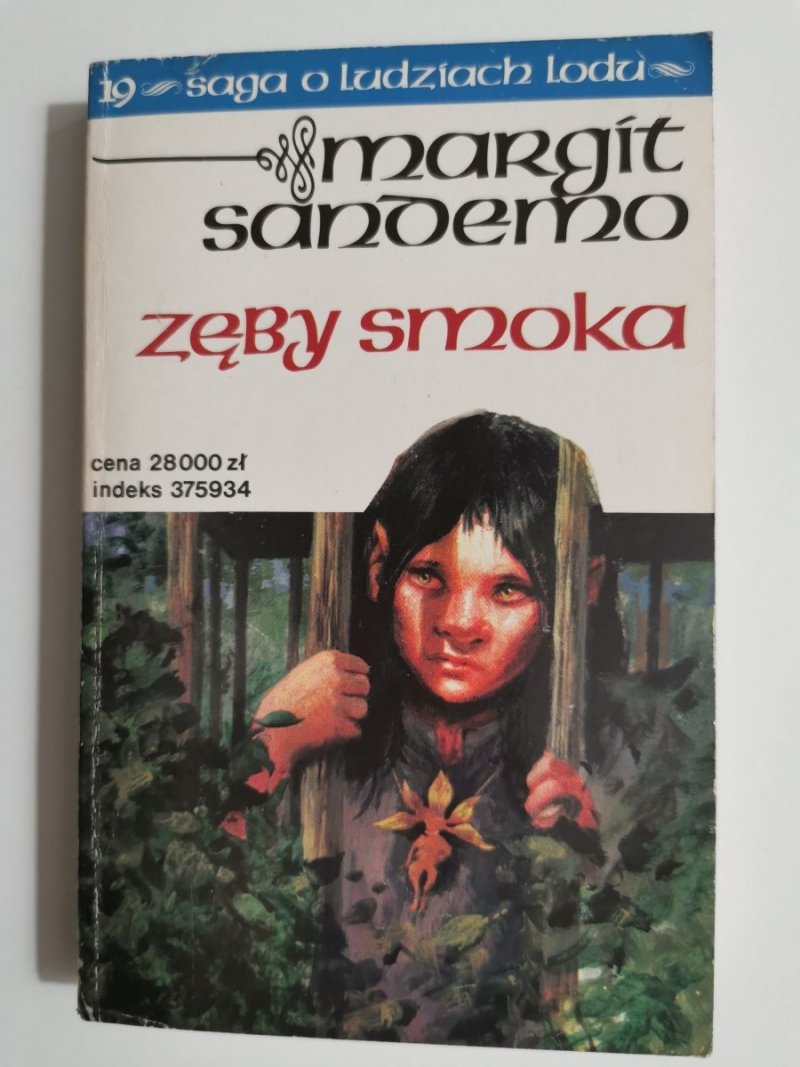 19 saga o ludziach lodu
margit
sandemo
zęby smoka
cena 28000 zł
indeks 375934